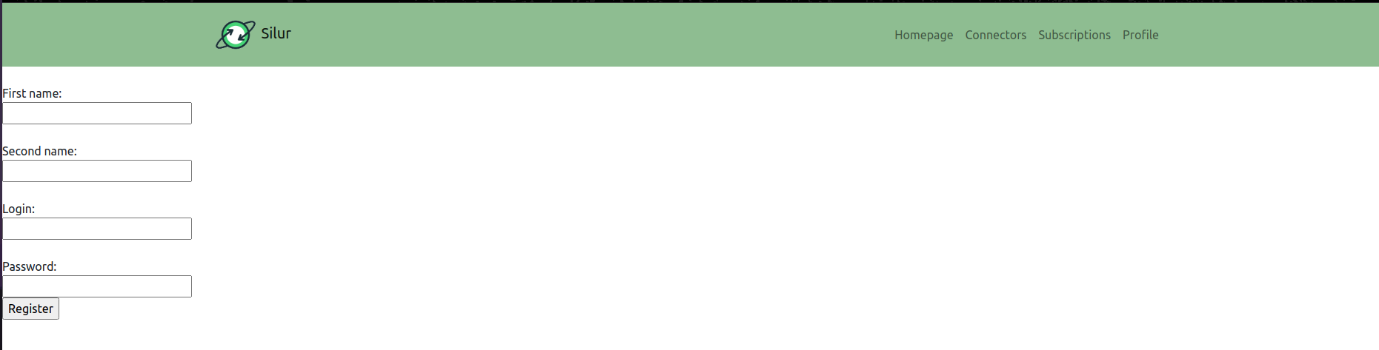 Silur
Homepage Connectors Subscriptions Profile
First name:
Second name:
Login:
Password:
Register